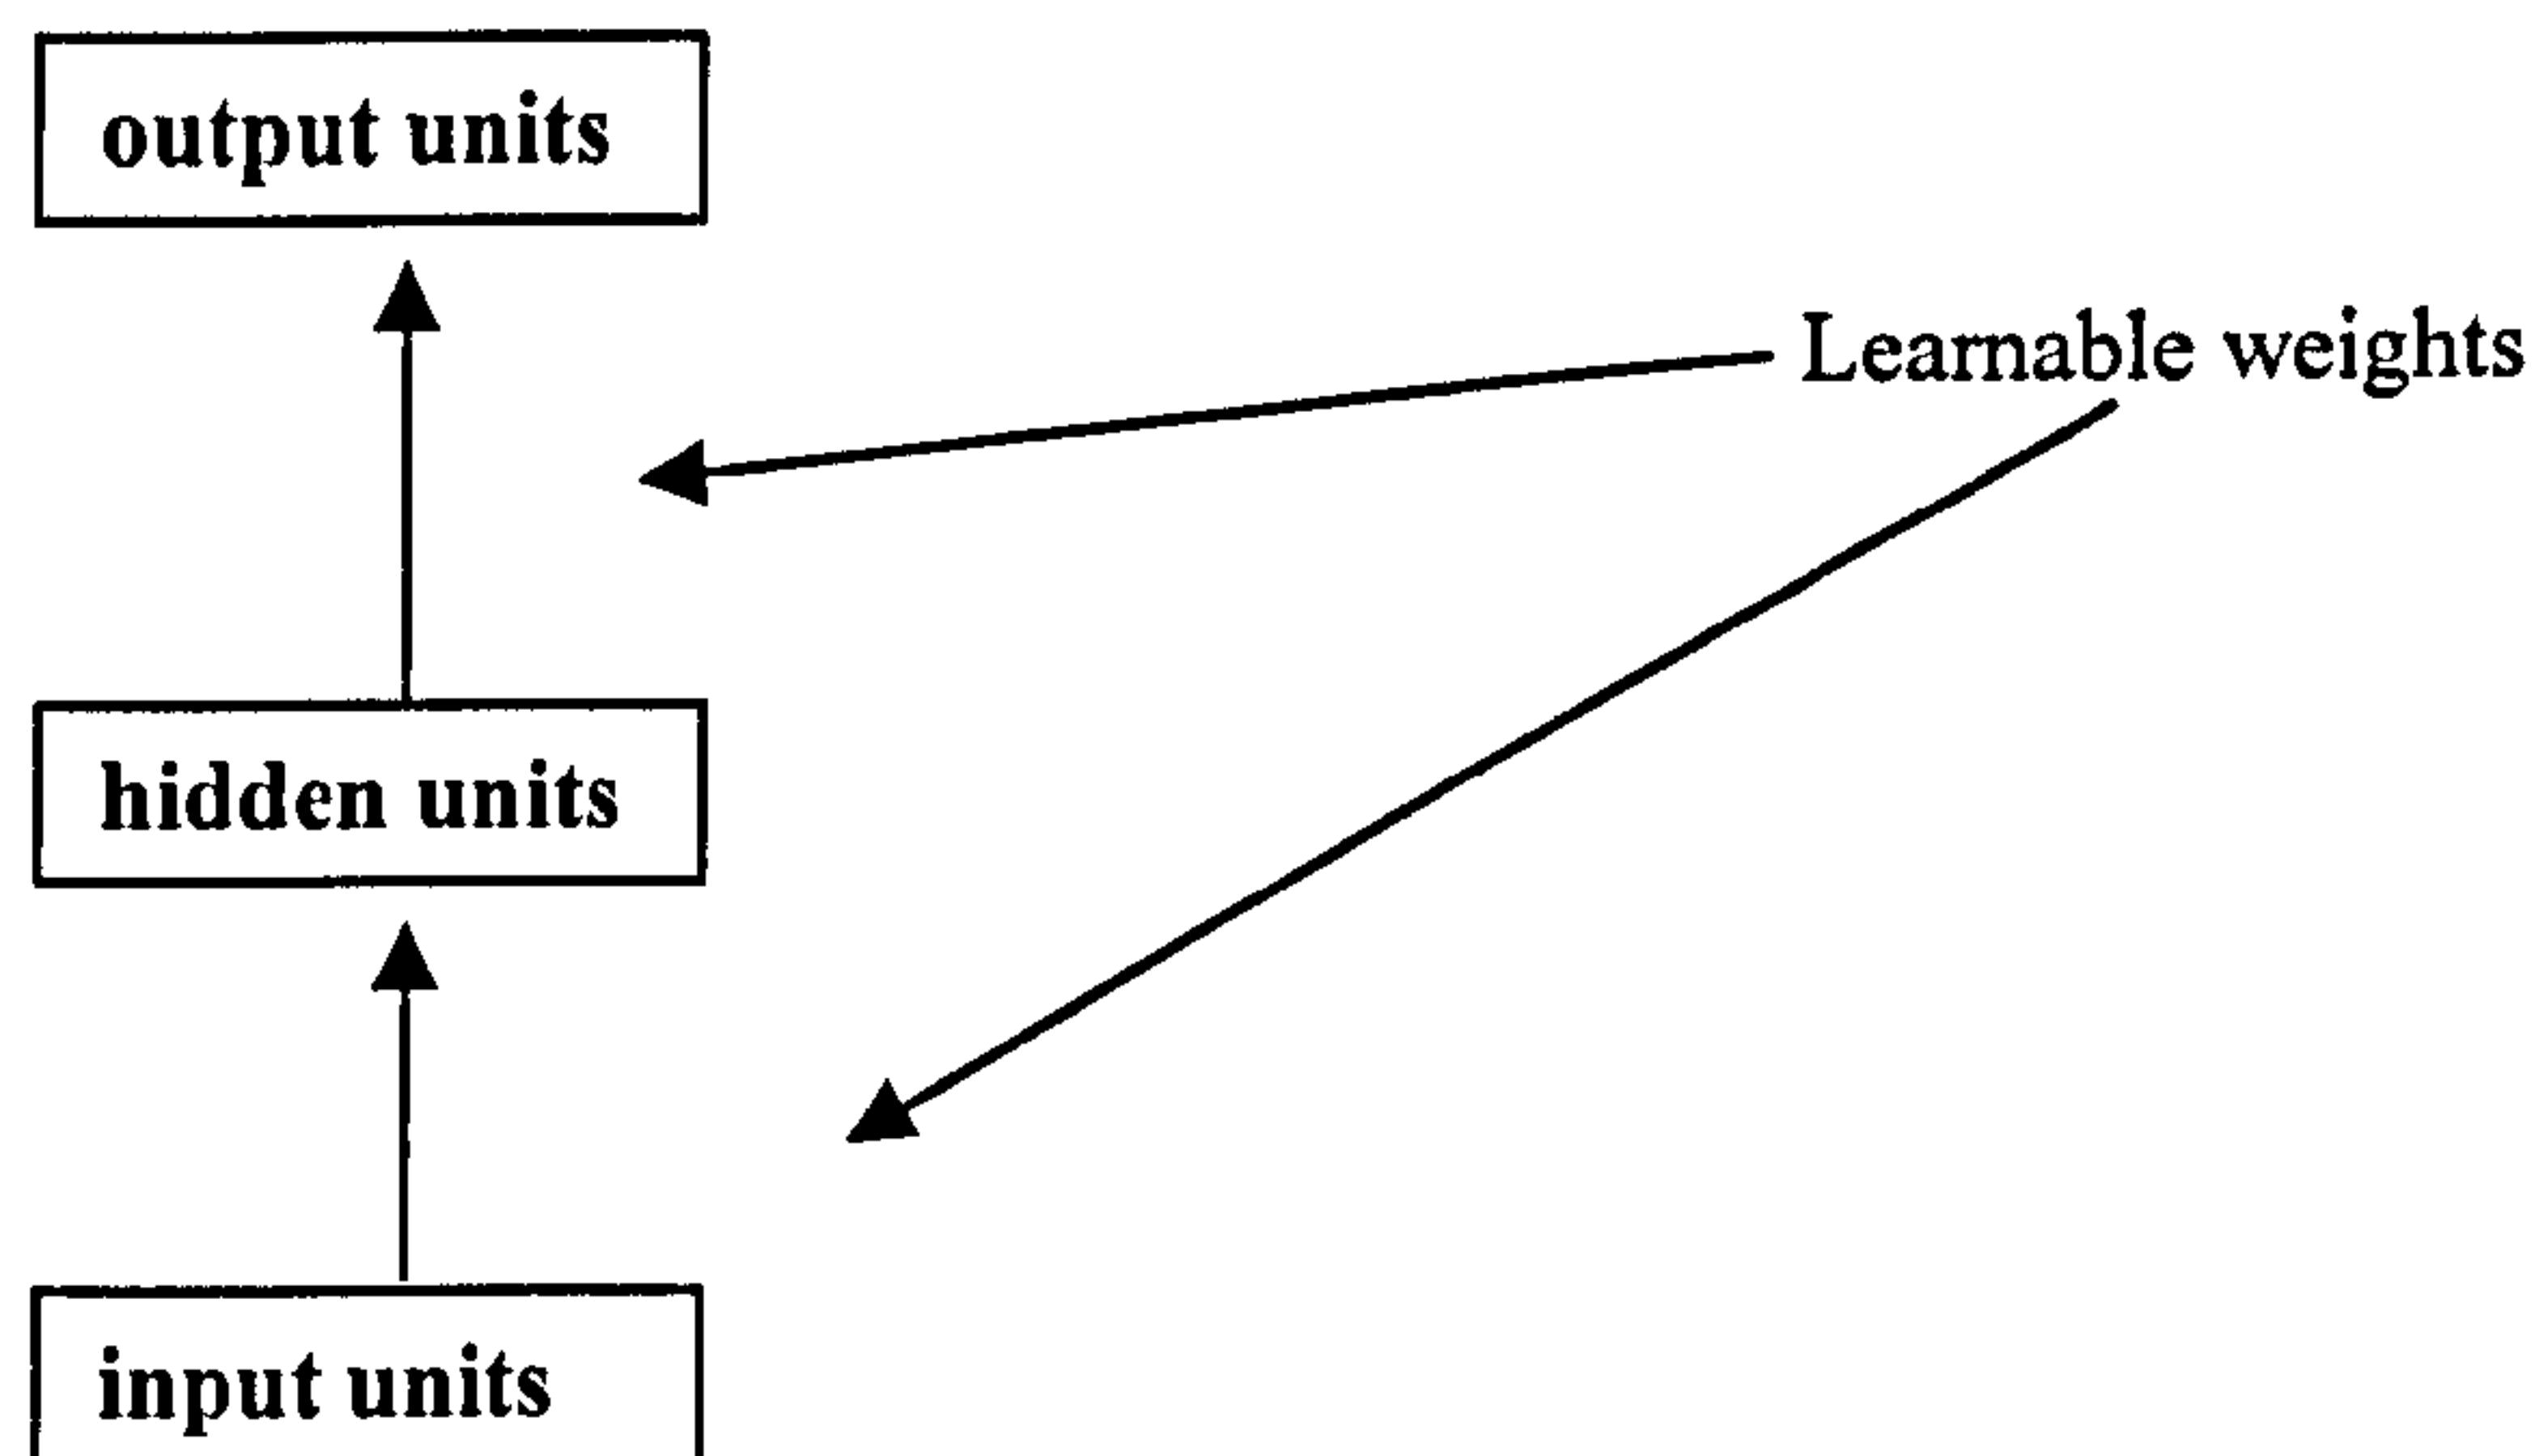 output units
Learnable weights
hidden units
input units